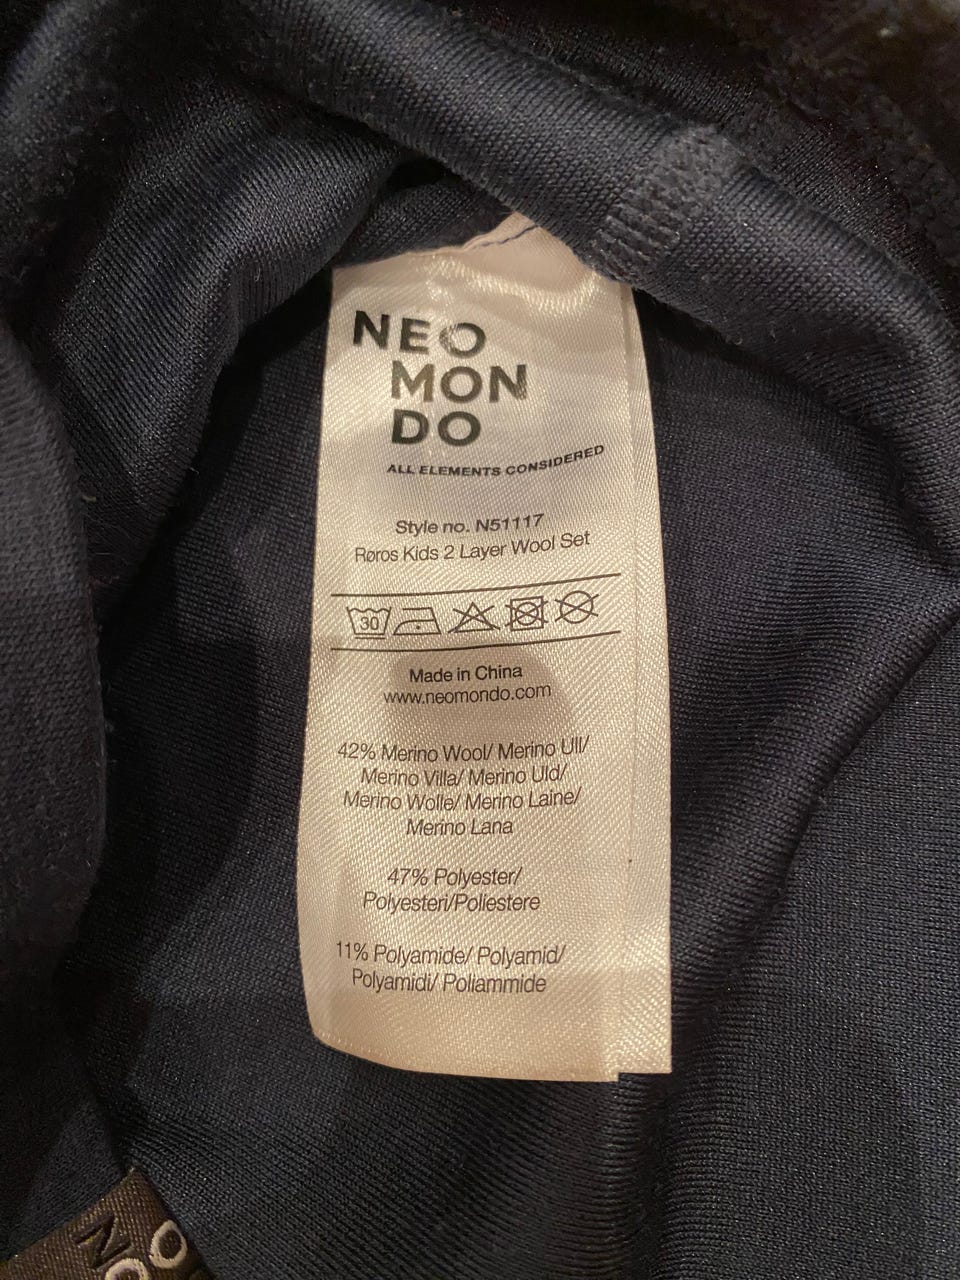 NEO
MON
DO
ALL ELEMENTS CONSIDERED
Style no. N51117
Røros Kids 2 Layer Wool Set
30
Made in China
www.neomondo.com
42% Merino Wool/ Merino Ull/
Merino Villa/ Merino Uld/
Merino Wolle/ Merino Laine/
Merino Lana
47% Polyester/
Polyesteri/Poliestere
11% Polyamide/ Polyamid/
Polyamidi/ Poliammide